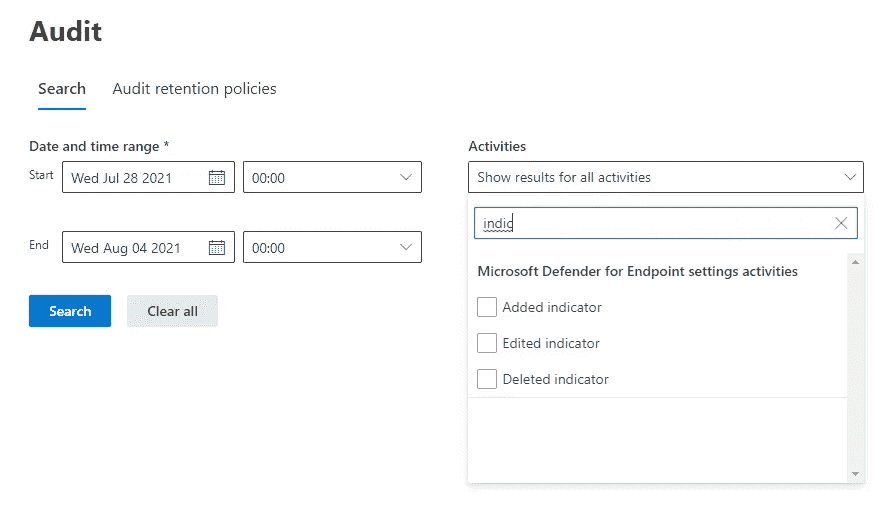 Audit
Search Audit retention policies
Date and time range *
Start Wed Jul 28 2021 00:00
End Wed Aug 04 2021 00:00
Search Clear all
Activities
Show results for all activities
indic
Microsoft Defender for Endpoint settings activities
Added indicator
Edited indicator
Deleted indicator